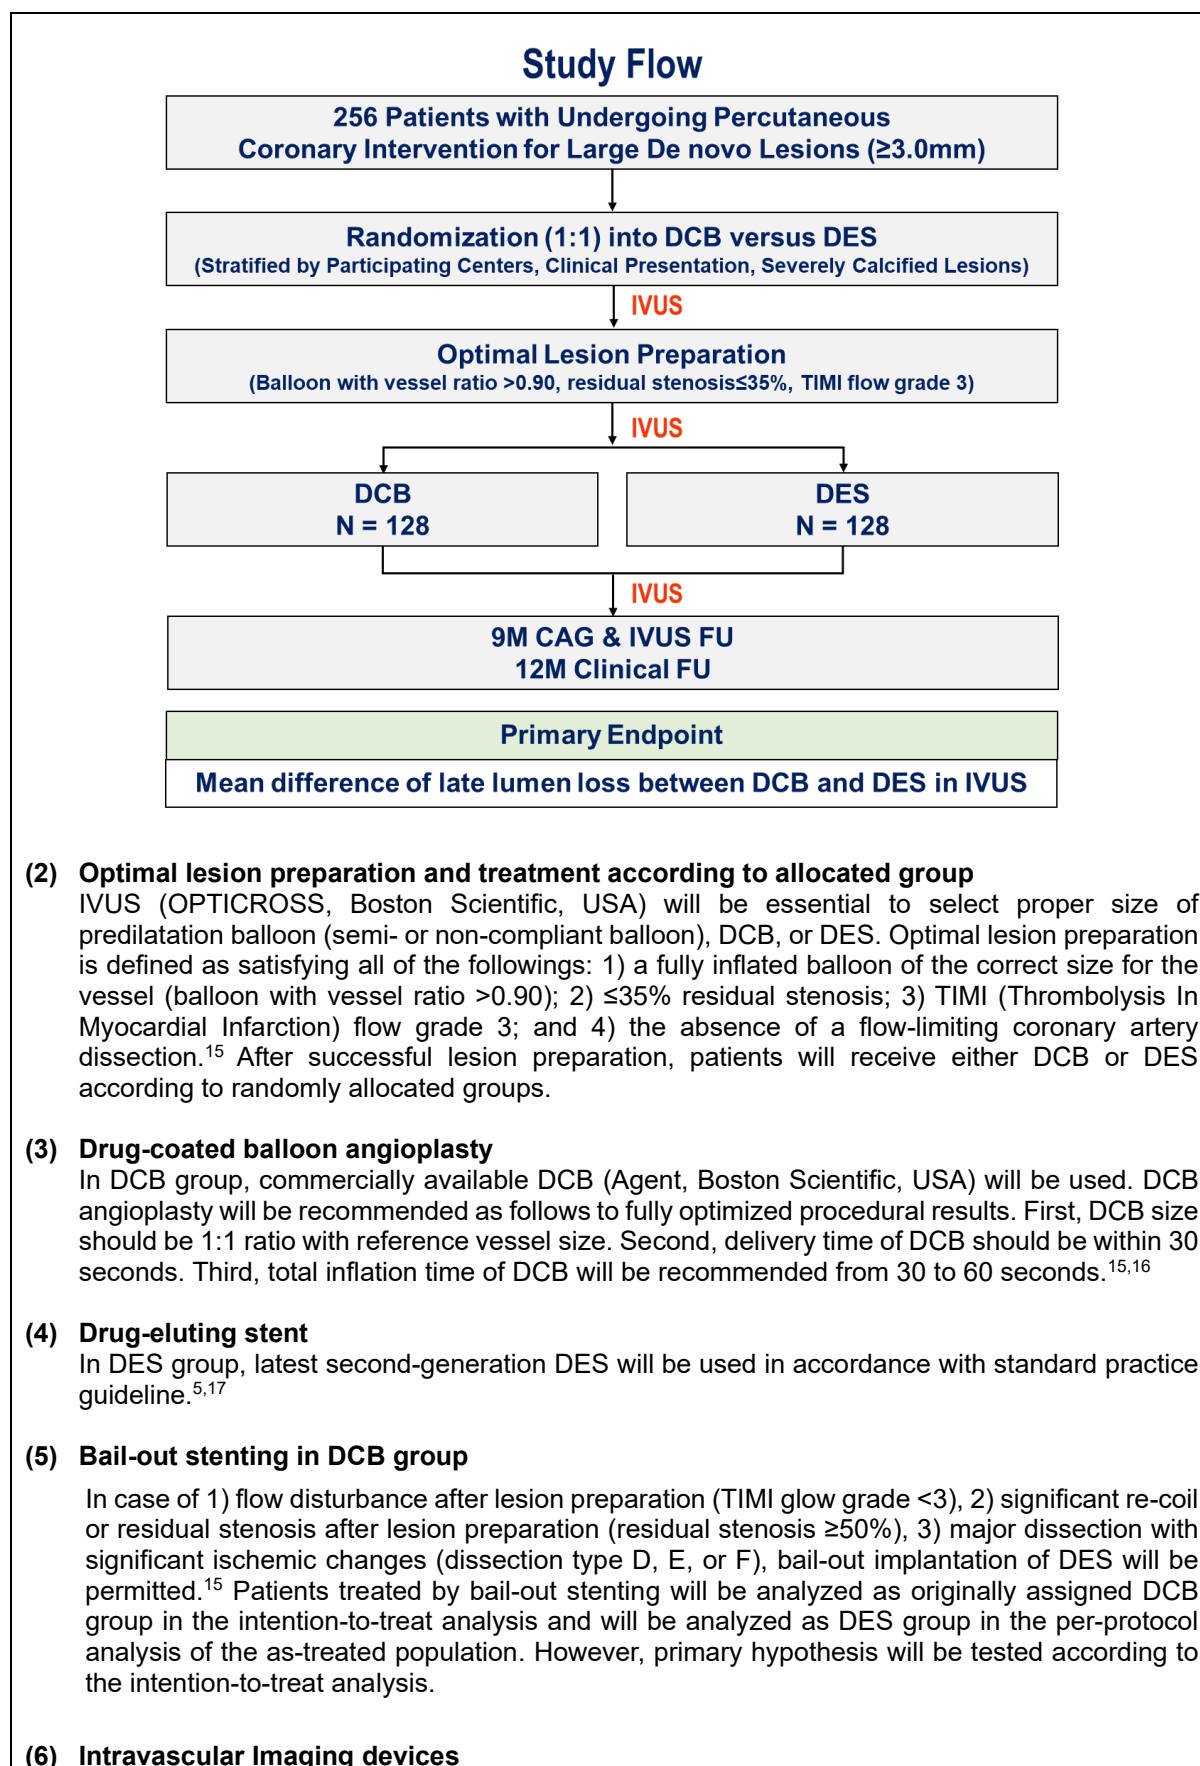 Study Flow
256 Patients with Undergoing Percutaneous
Coronary Intervention for Large De novo Lesions (≥3.0mm)
Randomization (1:1) into DCB versus DES
(Stratified by Participating Centers, Clinical Presentation, Severely Calcified Lesions)
IVUS
Optimal Lesion Preparation
(Balloon with vessel ratio >0.90, residual stenosis≤35%, TIMI flow grade 3)
IVUS
DCB
N = 128
DES
N = 128
IVUS
9M CAG & IVUS FU
12M Clinical FU
Primary Endpoint
Mean difference of late lumen loss between DCB and DES in IVUS
(2) Optimal lesion preparation and treatment according to allocated group
IVUS (OPTICROSS, Boston Scientific, USA) will be essential to select proper size of
predilatation balloon (semi- or non-compliant balloon), DCB, or DES. Optimal lesion preparation
is defined as satisfying all of the followings: 1) a fully inflated balloon of the correct size for the
vessel (balloon with vessel ratio >0.90); 2) ≤35% residual stenosis; 3) TIMI (Thrombolysis In
Myocardial Infarction) flow grade 3; and 4) the absence of a flow-limiting coronary artery
dissection.15 After successful lesion preparation, patients will receive either DCB or DES
according to randomly allocated groups.
(3) Drug-coated balloon angioplasty
In DCB group, commercially available DCB (Agent, Boston Scientific, USA) will be used. DCB
angioplasty will be recommended as follows to fully optimized procedural results. First, DCB size
should be 1:1 ratio with reference vessel size. Second, delivery time of DCB should be within 30
seconds. Third, total inflation time of DCB will be recommended from 30 to 60 seconds.15,16
(4) Drug-eluting stent
In DES group, latest second-generation DES will be used in accordance with standard practice
guideline.5,17
(5) Bail-out stenting in DCB group
In case of 1) flow disturbance after lesion preparation (TIMI glow grade <3), 2) significant re-coil
or residual stenosis after lesion preparation (residual stenosis ≥50%), 3) major dissection with
significant ischemic changes (dissection type D, E, or F), bail-out implantation of DES will be
permitted.15 Patients treated by bail-out stenting will be analyzed as originally assigned DCB
group in the intention-to-treat analysis and will be analyzed as DES group in the per-protocol
analysis of the as-treated population. However, primary hypothesis will be tested according to
the intention-to-treat analysis.
(6) Intravascular Imaging devices